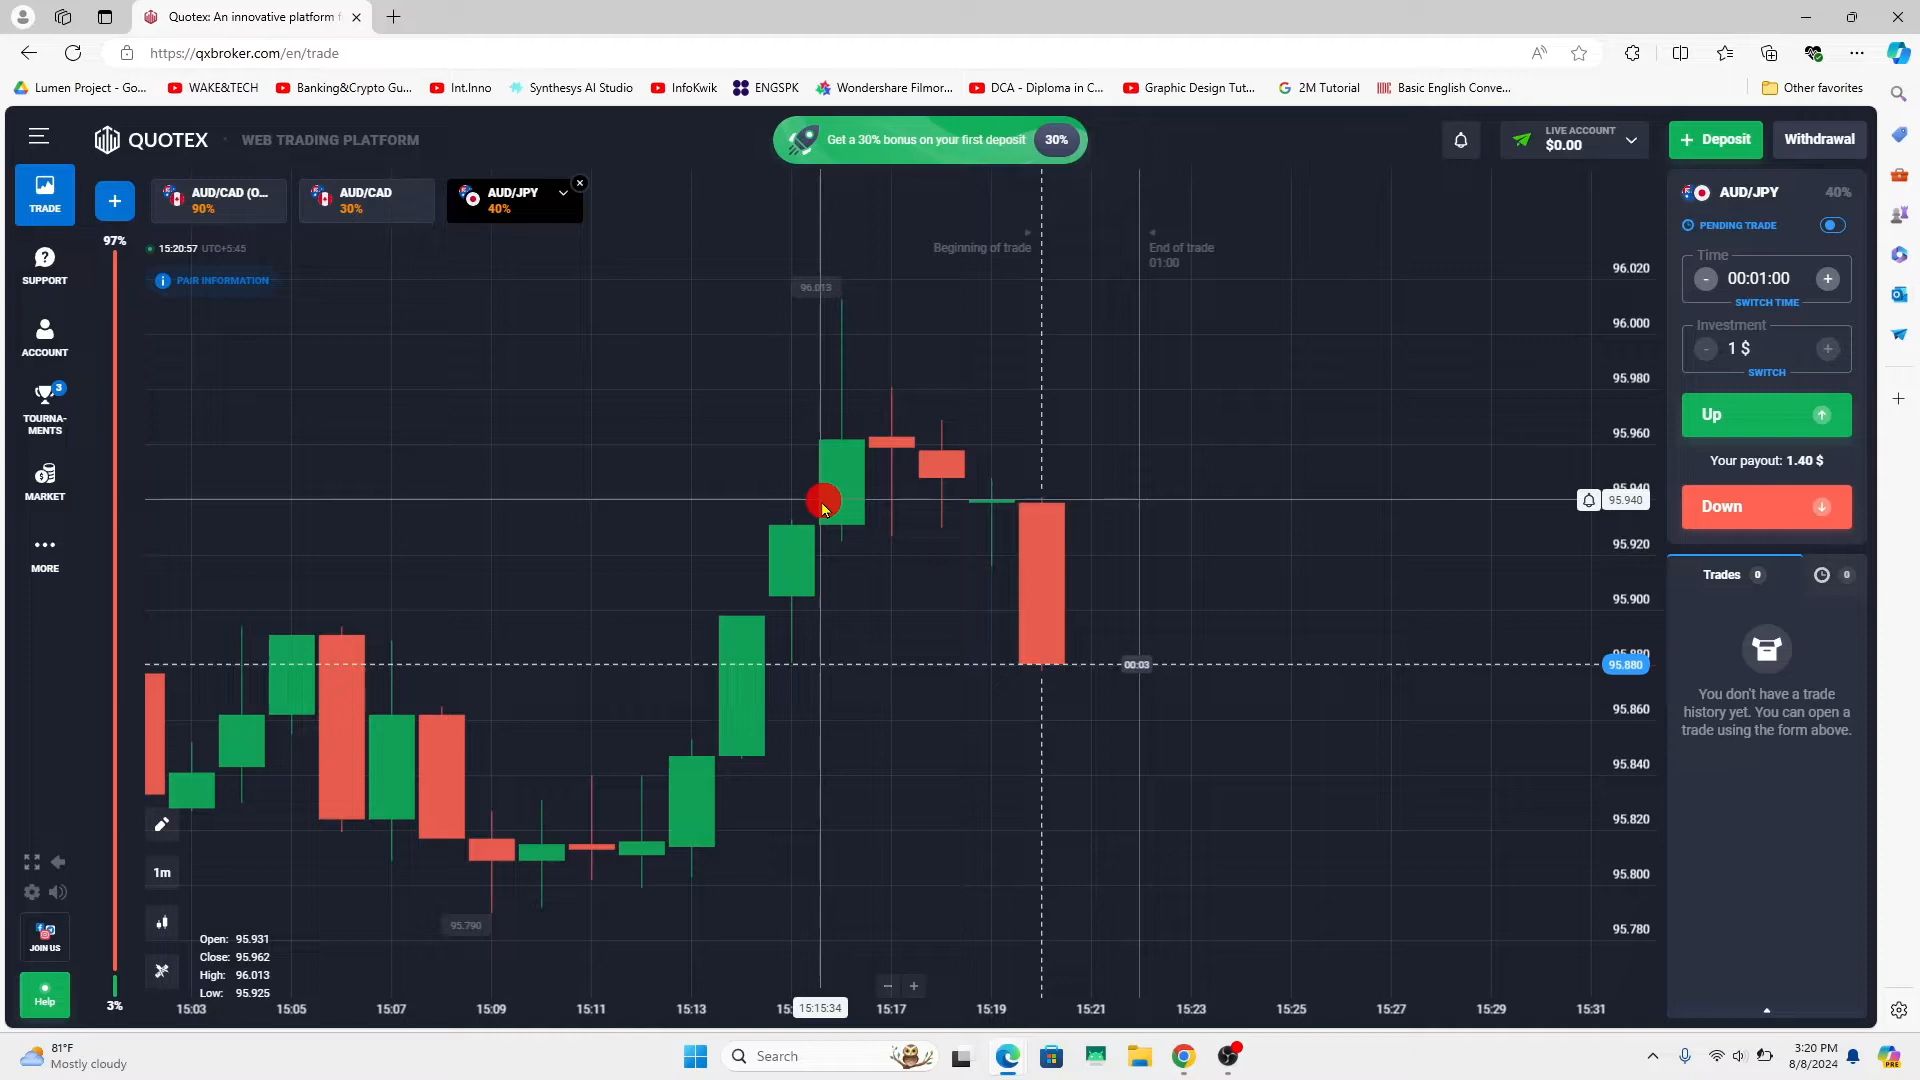 Quotex: An innovative platform f
https://qxbroker.com/en/trade
Lumen Project - Go...
WAKE&TECH
Banking&Crypto Gu...
Int.Inno
Synthesys AI Studio
InfoKwik
ENGSPK
Wondershare Filmor...
DCA - Diploma in C...
Graphic Design Tut...
2M Tutorial
Basic English Conve...
Other favorites
QUOTEX
WEB TRADING PLATFORM
Get a 30% bonus on your first deposit
30%
LIVE ACCOUNT
$0.00
+ Deposit
Withdrawal
TRADE
SUPPORT
ACCOUNT
3
TOURNA-
MENTS
MARKET
MORE
JOIN US
Help
AUD/CAD (O...
90%
AUD/CAD
30%
AUD/JPY
40%
97%
3%
15:20:57 UTC+5:45
PAIR INFORMATION
Beginning of trade
End of trade
01:00
96.013
95.790
00:03
96.020
96.000
95.980
95.960
95.940
95.940
95.920
95.900
95.880
95.880
95.860
95.840
95.820
95.800
95.780
1m
Open: 95.931
Close: 95.962
High: 96.013
Low: 95.925
15:03
15:05
15:07
15:09
15:11
15:13
15:15:34
15:17
15:19
15:21
15:23
15:25
15:27
15:29
15:31
AUD/JPY
40%
PENDING TRADE
Time
- 00:01:00 +
SWITCH TIME
Investment
- 1 $ +
SWITCH
Up
Your payout: 1.40 $
Down
Trades 0
0
You don't have a trade
history yet. You can open a
trade using the form above.
81°F
Mostly cloudy
Search
3:20 PM
8/8/2024
PRE